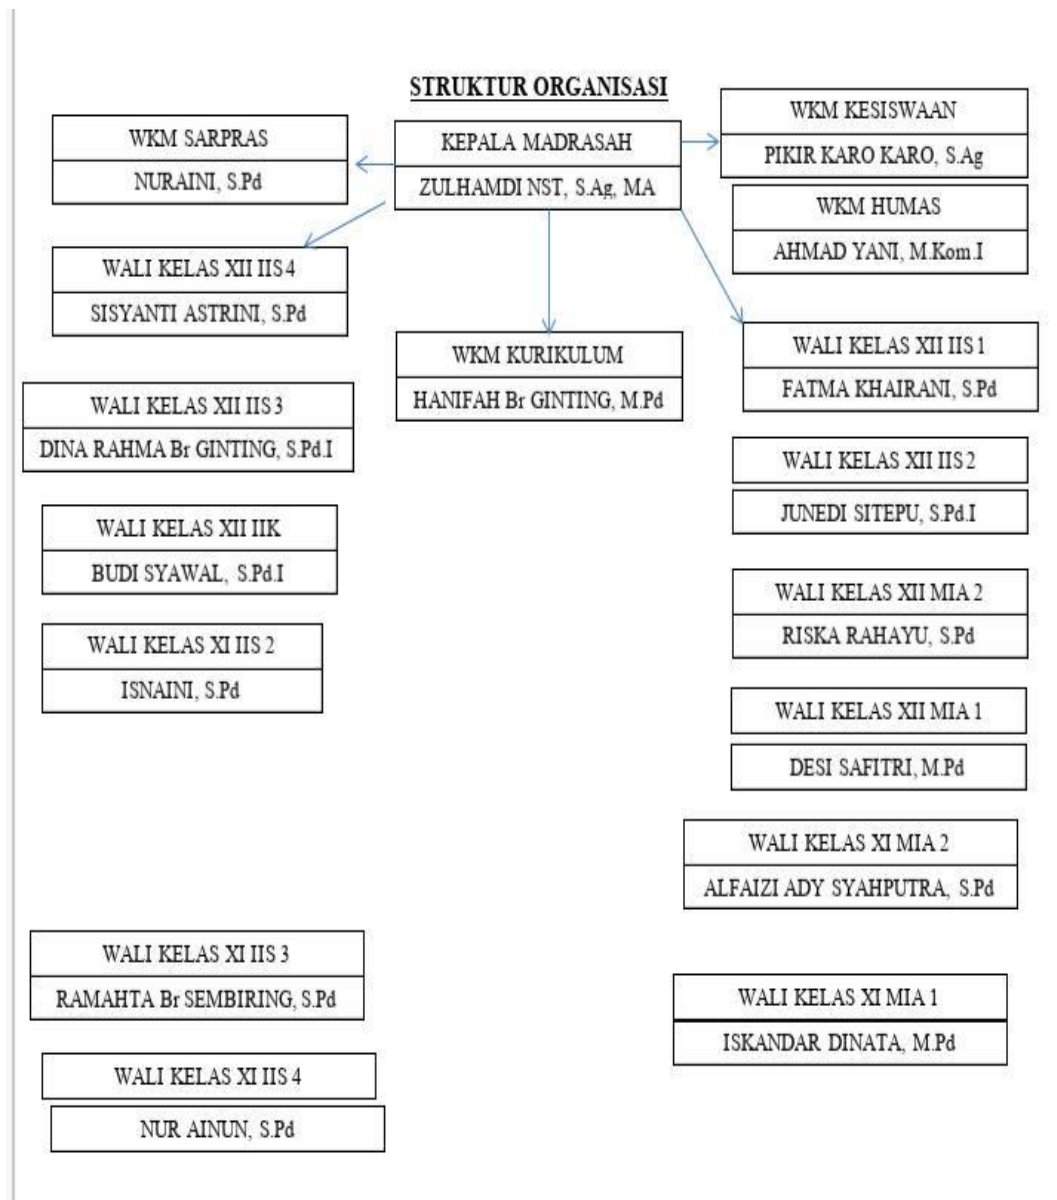 STRUKTUR ORGANISASI
WKM SARPRAS
NURAINI, S.Pd
KEPALA MADRASAH
ZULHAMDI NST, S.Ag, MA
WKM KESISWAAN
PIKIR KARO KARO, S.Ag
WKM HUMAS
AHMAD YANI, M.Kom.I
WALI KELAS XII IIS 4
SISYANTI ASTRINI, S.Pd
WKM KURIKULUM
HANIFAH Br GINTING, M.Pd
WALI KELAS XII IIS 1
FATMA KHAIRANI, S.Pd
WALI KELAS XII IIS 3
DINA RAHMA Br GINTING, S.Pd.I
WALI KELAS XII IIS 2
JUNEDI SITEPU, S.Pd.I
WALI KELAS XII IIK
BUDI SYAWAL, S.Pd.I
WALI KELAS XII MIA 2
RISKA RAHAYU, S.Pd
WALI KELAS XI IIS 2
ISNAINI, S.Pd
WALI KELAS XII MIA 1
DESI SAFITRI, M.Pd
WALI KELAS XI MIA 2
ALFAIZI ADY SYAHPUTRA, S.Pd
WALI KELAS XI IIS 3
RAMAHTA Br SEMBIRING, S.Pd
WALI KELAS XI MIA 1
ISKANDAR DINATA, M.Pd
WALI KELAS XI IIS 4
NUR AINUN, S.Pd